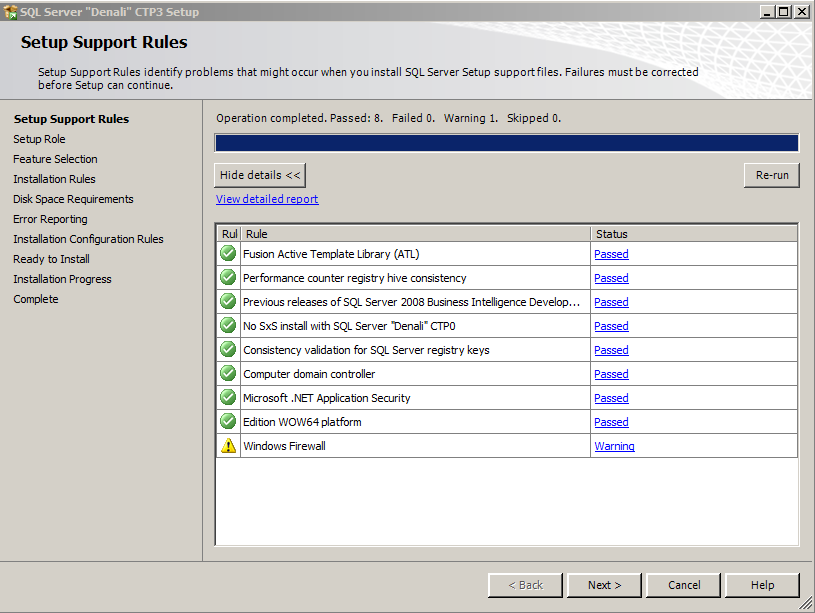 SQL Server "Denali" CTP3 Setup
Setup Support Rules
Setup Support Rules identify problems that might occur when you install SQL Server Setup support files. Failures must be corrected
before Setup can continue.
Setup Support Rules
Setup Role
Feature Selection
Installation Rules
Disk Space Requirements
Error Reporting
Installation Configuration Rules
Ready to Install
Installation Progress
Complete
Operation completed. Passed: 8. Failed 0. Warning 1. Skipped 0.
Hide details <<
Re-run
View detailed report
Rul Rule Status
Fusion Active Template Library (ATL) Passed
Performance counter registry hive consistency Passed
Previous releases of SQL Server 2008 Business Intelligence Develop... Passed
No SxS install with SQL Server "Denali" CTP0 Passed
Consistency validation for SQL Server registry keys Passed
Computer domain controller Passed
Microsoft .NET Application Security Passed
Edition WOW64 platform Passed
Windows Firewall Warning
< Back Next > Cancel Help